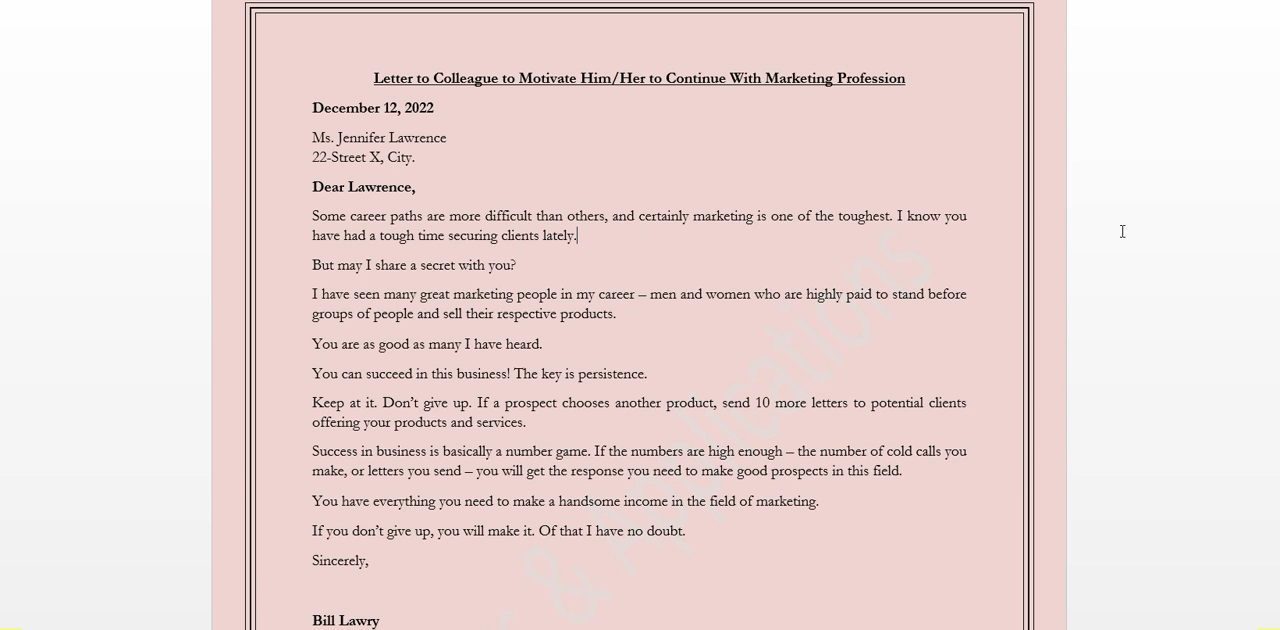 Letter to Colleague to Motivate Him/Her to Continue With Marketing Profession
December 12, 2022
Ms. Jennifer Lawrence
22-Street X, City.
Dear Lawrence,
Some career paths are more difficult than others, and certainly marketing is one of the toughest. I know you
have had a tough time securing clients lately.
But may I share a secret with you?
I have seen many great marketing people in my career – men and women who are highly paid to stand before
groups of people and sell their respective products.
You are as good as many I have heard.
You can succeed in this business! The key is persistence.
Keep at it. Don’t give up. If a prospect chooses another product, send 10 more letters to potential clients
offering your products and services.
Success in business is basically a number game. If the numbers are high enough – the number of cold calls you
make, or letters you send – you will get the response you need to make good prospects in this field.
You have everything you need to make a handsome income in the field of marketing.
If you don’t give up, you will make it. Of that I have no doubt.
Sincerely,
Bill Lawry
& Applications